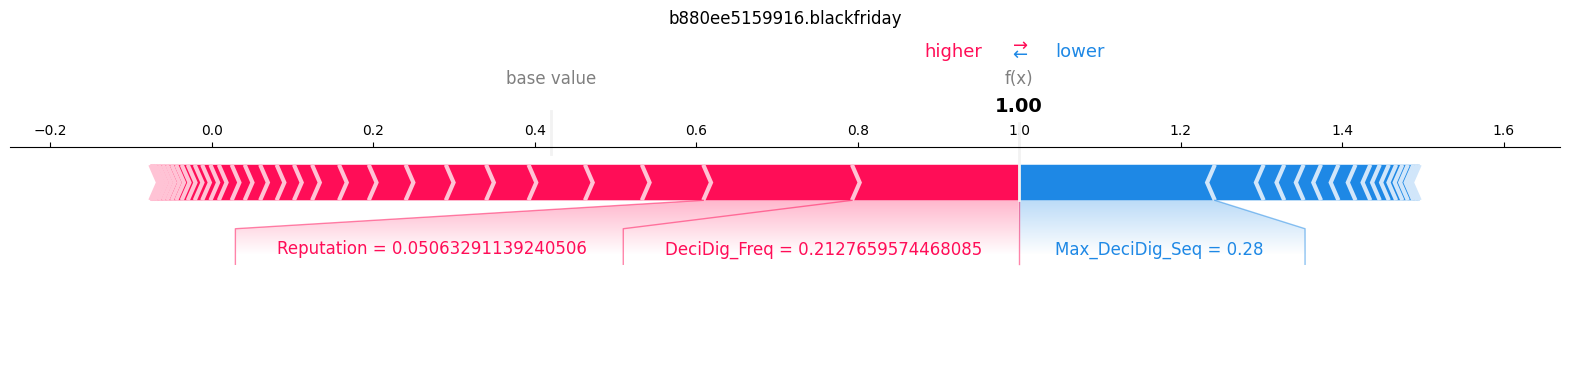 b880ee5159916.blackfriday
higher ⇄ lower
base value f(x)
1.00
−0.2 0.0 0.2 0.4 0.6 0.8 1.0 1.2 1.4 1.6
Reputation = 0.05063291139240506 DeciDig_Freq = 0.2127659574468085 Max_DeciDig_Seq = 0.28